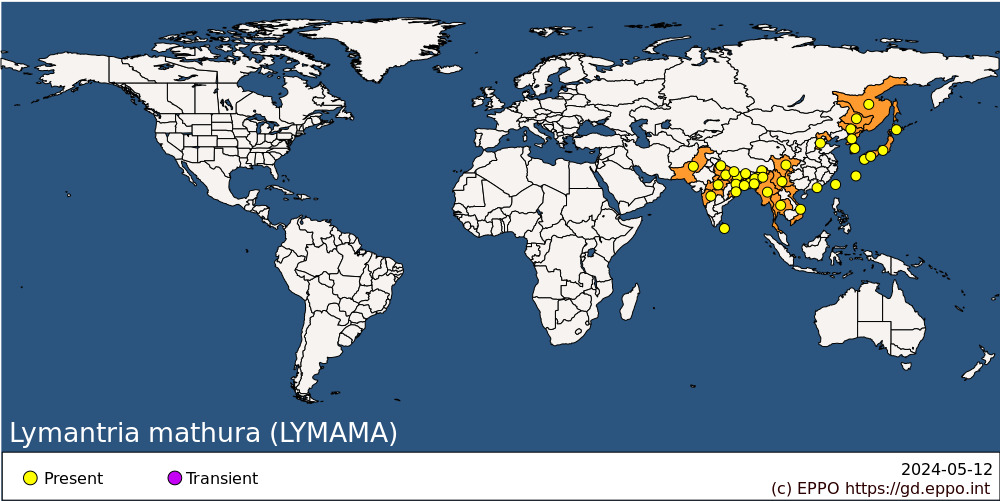 Lymantria mathura (LYMAMA)
Present
Transient
2024-05-12
(c) EPPO https://gd.eppo.int